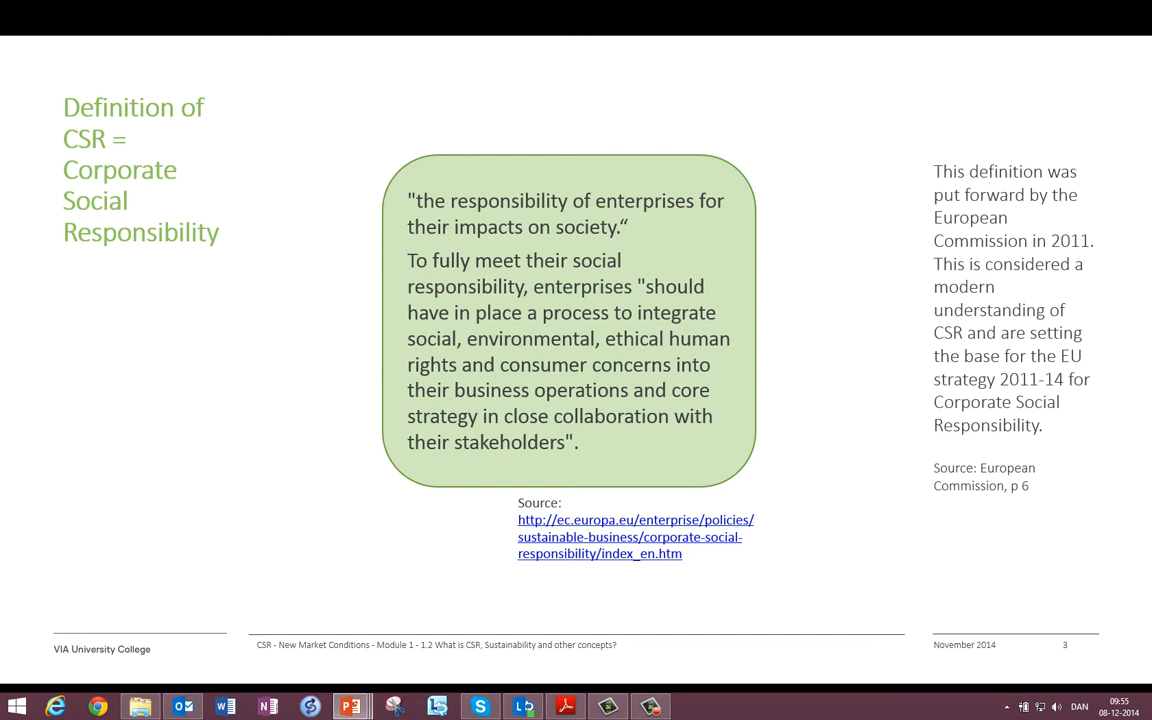 Definition of
CSR =
Corporate
Social
Responsibility
"the responsibility of enterprises for
their impacts on society.“
To fully meet their social
responsibility, enterprises "should
have in place a process to integrate
social, environmental, ethical human
rights and consumer concerns into
their business operations and core
strategy in close collaboration with
their stakeholders".
Source:
http://ec.europa.eu/enterprise/policies/
sustainable-business/corporate-social-
responsibility/index_en.htm
This definition was
put forward by the
European
Commission in 2011.
This is considered a
modern
understanding of
CSR and are setting
the base for the EU
strategy 2011-14 for
Corporate Social
Responsibility.
Source: European
Commission, p 6
VIA University College
CSR - New Market Conditions - Module 1 - 1.2 What is CSR, Sustainability and other concepts?
November 2014
3
DAN
09:55
08-12-2014